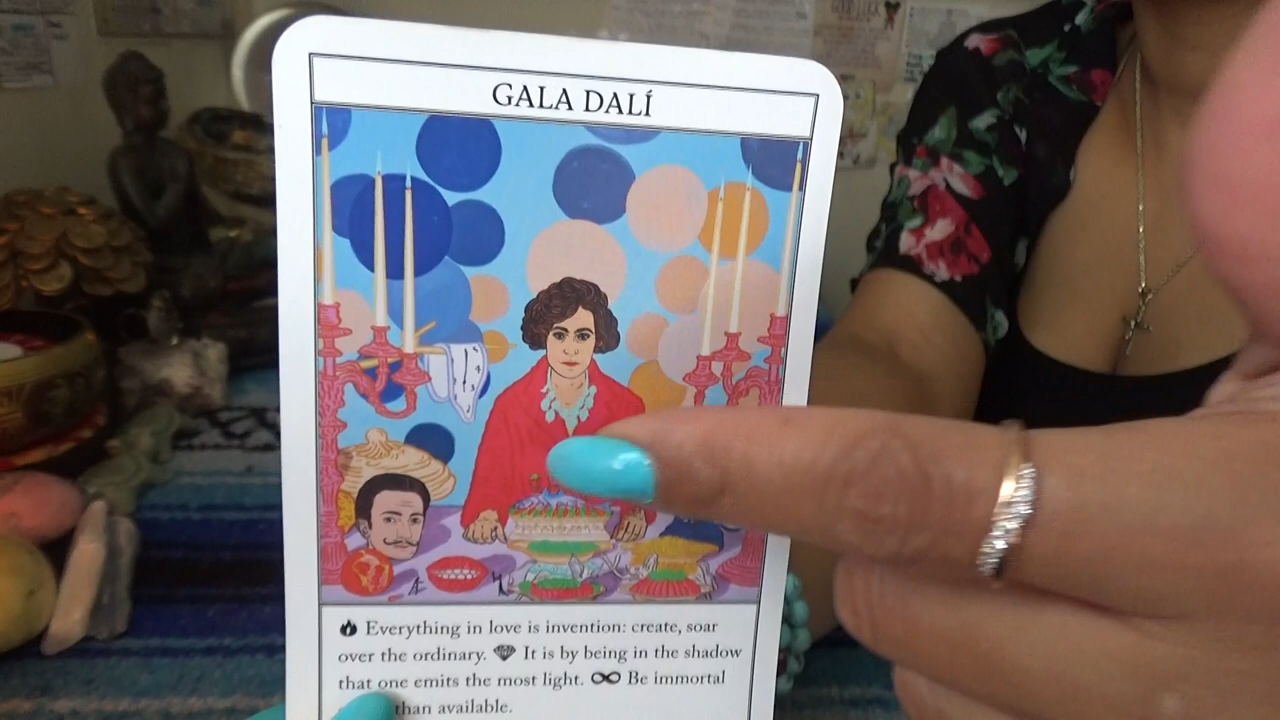 GALA DALÍ
Everything in love is invention: create, soar
over the ordinary. It is by being in the shadow
that one emits the most light. Be immortal
than available.